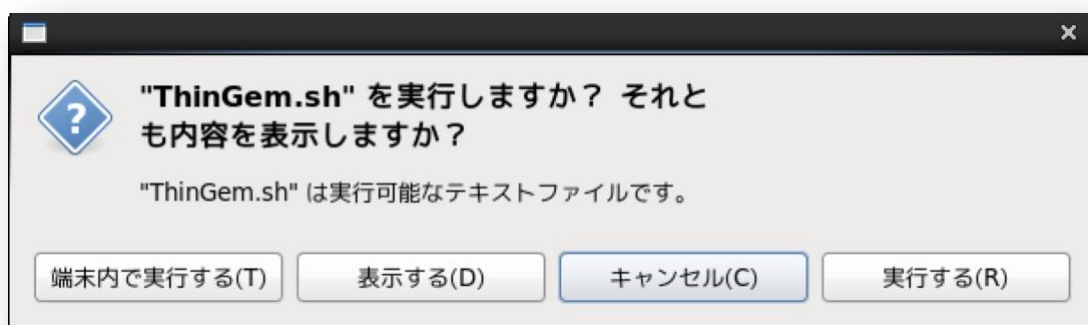 "ThinGem.sh" を実行しますか？ それと
も内容を表示しますか？
"ThinGem.sh" は実行可能なテキストファイルです。
端末内で実行する(T) 表示する(D) キャンセル(C) 実行する(R)